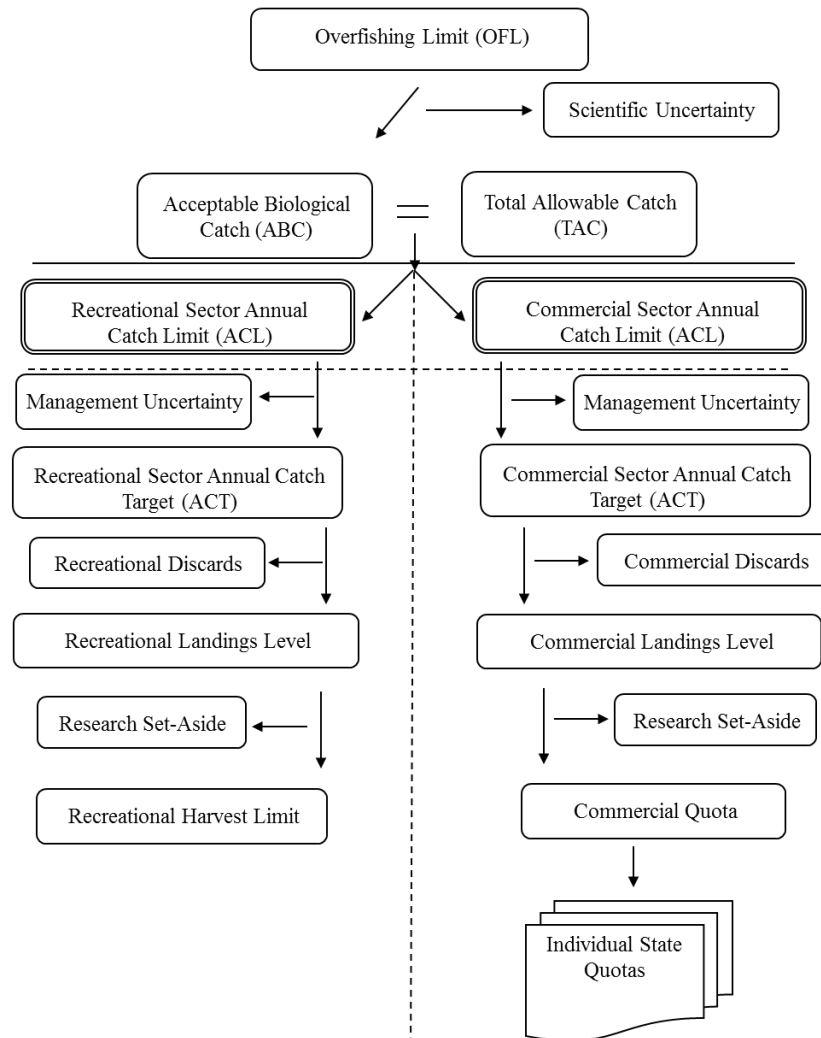 Overfishing Limit (OFL)
Scientific Uncertainty
Acceptable Biological
Catch (ABC)
Total Allowable Catch
(TAC)
Recreational Sector Annual
Catch Limit (ACL)
Commercial Sector Annual
Catch Limit (ACL)
Management Uncertainty
Management Uncertainty
Recreational Sector Annual Catch
Target (ACT)
Commercial Sector Annual Catch
Target (ACT)
Recreational Discards
Commercial Discards
Recreational Landings Level
Commercial Landings Level
Research Set-Aside
Research Set-Aside
Recreational Harvest Limit
Commercial Quota
Individual State
Quotas